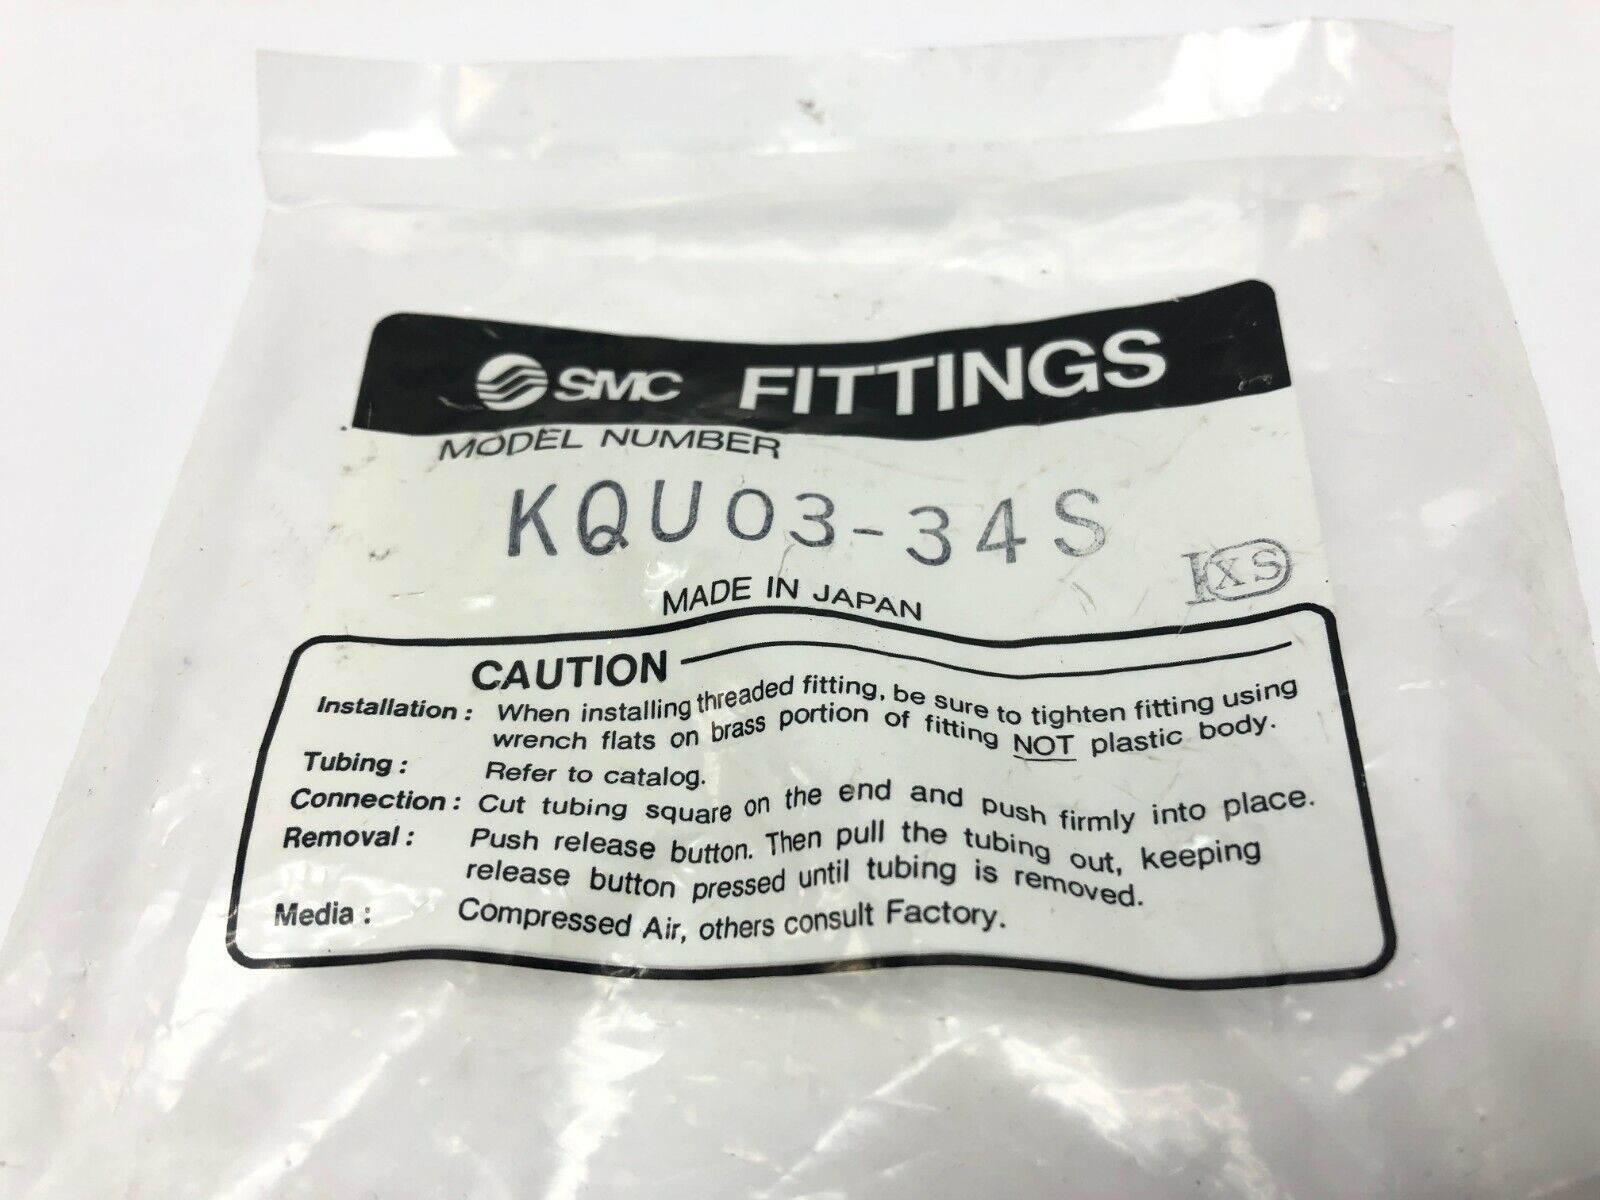 SMC FITTINGS
MODEL NUMBER
KQU03-34S
XS
MADE IN JAPAN
CAUTION
Installation: When installing threaded fitting, be sure to tighten fitting using
wrench flats on brass portion of fitting NOT plastic body.
Tubing: Refer to catalog.
Connection: Cut tubing square on the end and push firmly into place.
Removal: Push release button. Then pull the tubing out, keeping
release button pressed until tubing is removed.
Media: Compressed Air, others consult Factory.